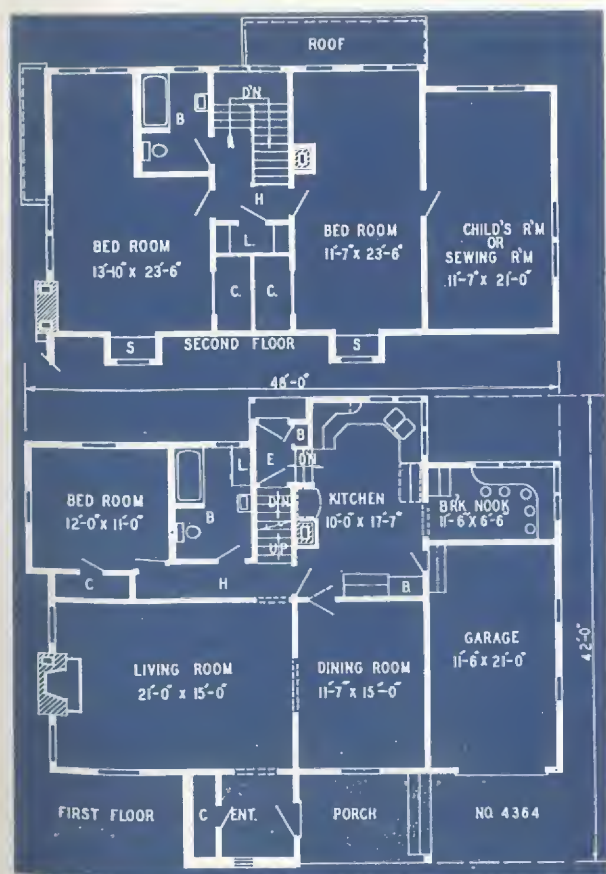 ROOF
D'N
B
H
L.
BED ROOM
13'-10" X 23'-6"
BED ROOM
11'-7" X 23'-6"
CHILD'S R'M
OR
SEWING R'M
11'-7" X 21'-0"
C.
C.
S
SECOND FLOOR
S
48'-0"
B
E
D'N
L
BED ROOM
12'-0" X 11'-0"
B
D'N
UP
KITCHEN
10'-0" X 17'-7"
BRK NOOK
11'-6" X 6'-6"
C
H
B
LIVING ROOM
21'-0" X 15'-0"
DINING ROOM
11'-7" X 15'-0"
GARAGE
11'-6" X 21'-0"
42'-0"
FIRST FLOOR
C
ENT.
PORCH
NO. 4364